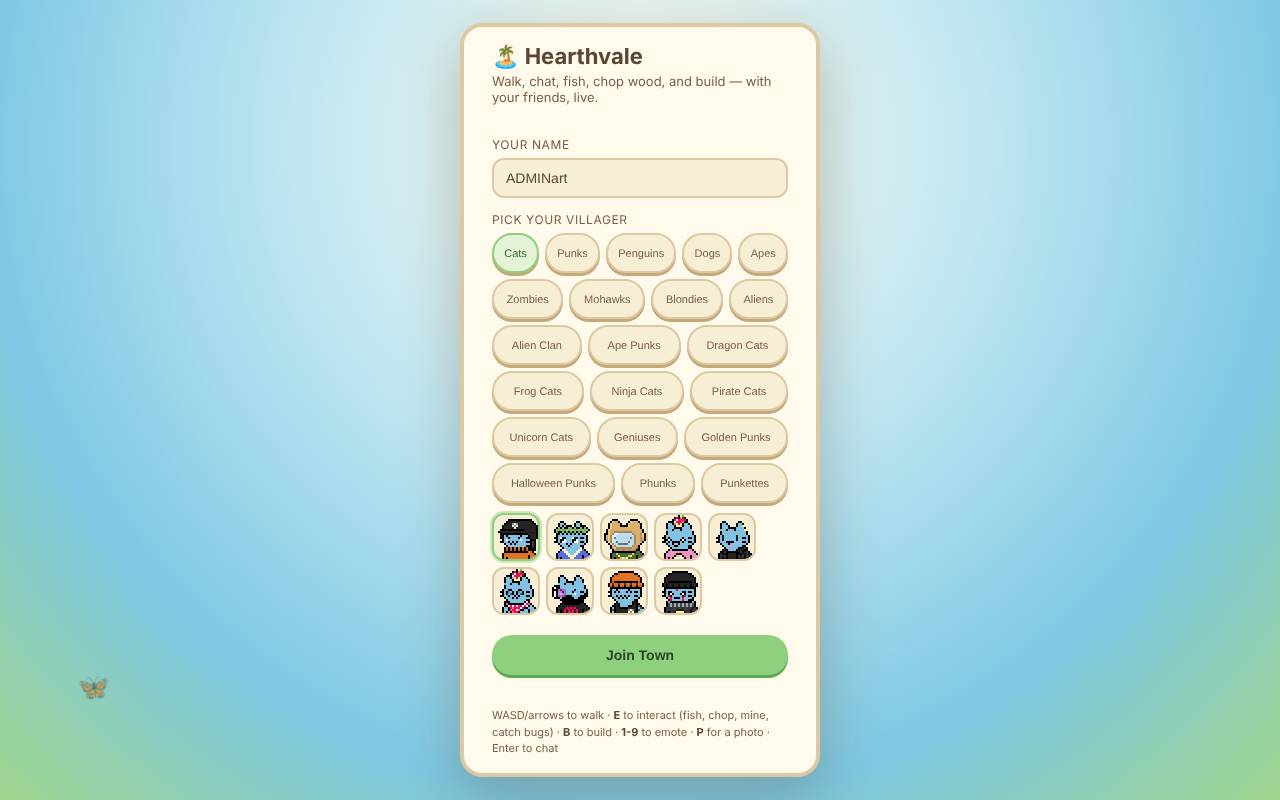 Hearthvale
Walk, chat, fish, chop wood, and build — with
your friends, live.
YOUR NAME
ADMINart
PICK YOUR VILLAGER
Cats Punks Penguins Dogs Apes
Zombies Mohawks Blondies Aliens
Alien Clan Ape Punks Dragon Cats
Frog Cats Ninja Cats Pirate Cats
Unicorn Cats Geniuses Golden Punks
Halloween Punks Phunks Punkettes
Join Town
WASD/arrows to walk · E to interact (fish, chop, mine,
catch bugs) · B to build · 1-9 to emote · P for a photo ·
Enter to chat